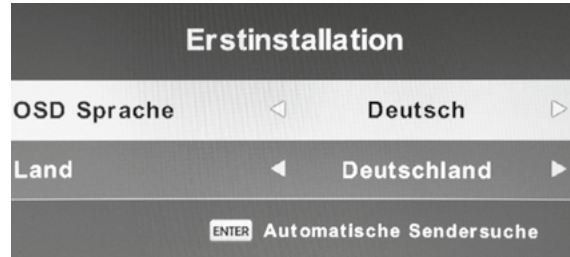 Erstinstallation
OSD Sprache Deutsch
Land Deutschland
ENTER Automatische Sendersuche